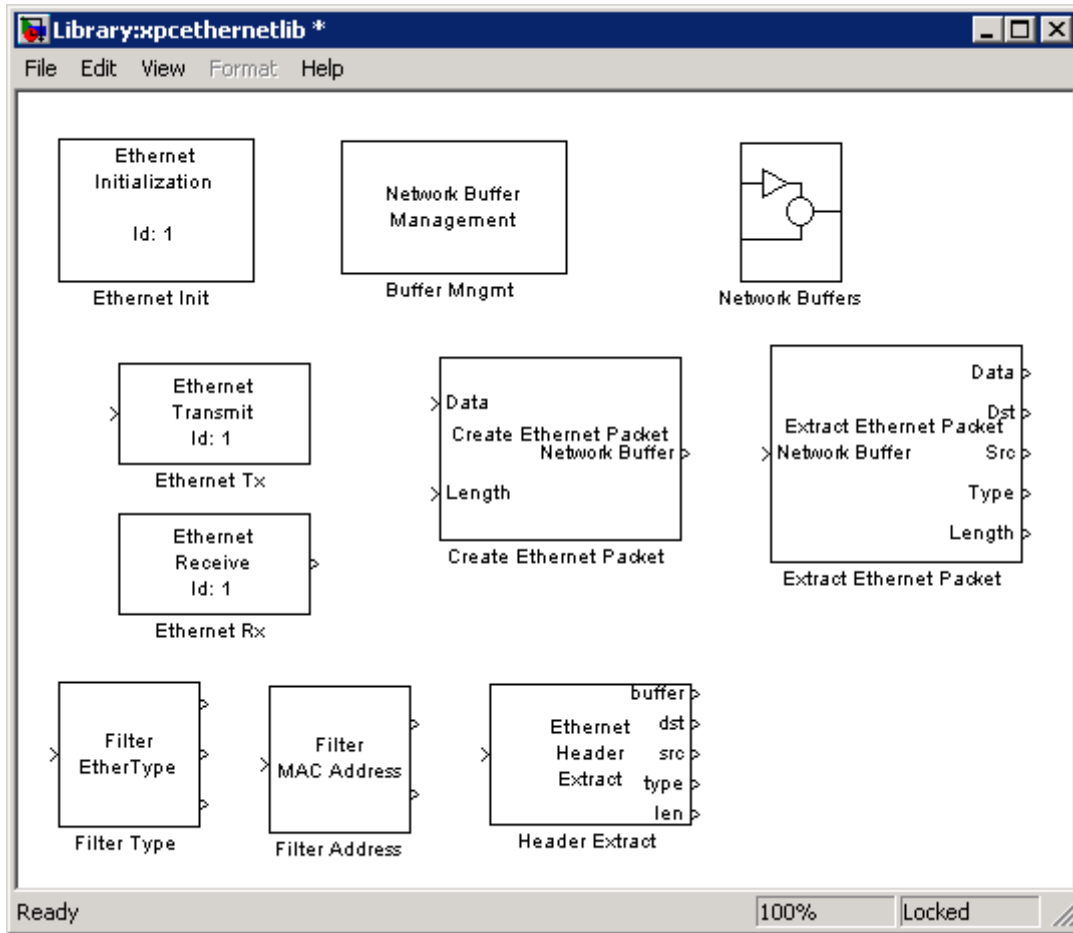 Library:xpcethernetlib *
File Edit View Format Help
Ethernet
Initialization
Id: 1
Ethernet Init
Network Buffer
Management
Buffer Mngmt
Network Buffers
Ethernet
Transmit
Id: 1
Ethernet Tx
Data
Create Ethernet Packet
Network Buffer
Length
Create Ethernet Packet
Data
Dst
Extract Ethernet Packet
Network Buffer
Src
Type
Length
Extract Ethernet Packet
Ethernet
Receive
Id: 1
Ethernet Rx
Filter
EtherType
Filter Type
Filter
MAC Address
Filter Address
buffer
Ethernet
dst
Header
src
Extract
type
len
Header Extract
Ready 100% Locked